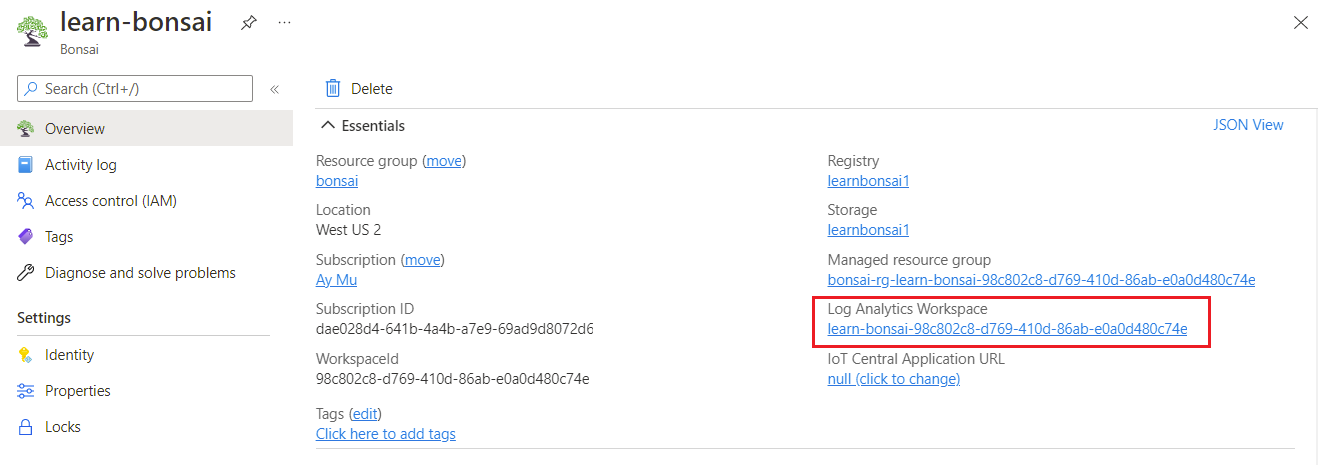 learn-bonsai
Bonsai
Search (Ctrl+/)
Overview
Activity log
Access control (IAM)
Tags
Diagnose and solve problems
Settings
Identity
Properties
Locks
Delete
Essentials
JSON View
Resource group (move)
bonsai
Location
West US 2
Subscription (move)
Ay Mu
Subscription ID
dae028d4-641b-4a4b-a7e9-69ad9d8072d6
WorkspaceId
98c802c8-d769-410d-86ab-e0a0d480c74e
Tags (edit)
Click here to add tags
Registry
learnbonsai1
Storage
learnbonsai1
Managed resource group
bonsai-rg-learn-bonsai-98c802c8-d769-410d-86ab-e0a0d480c74e
Log Analytics Workspace
learn-bonsai-98c802c8-d769-410d-86ab-e0a0d480c74e
IoT Central Application URL
null (click to change)